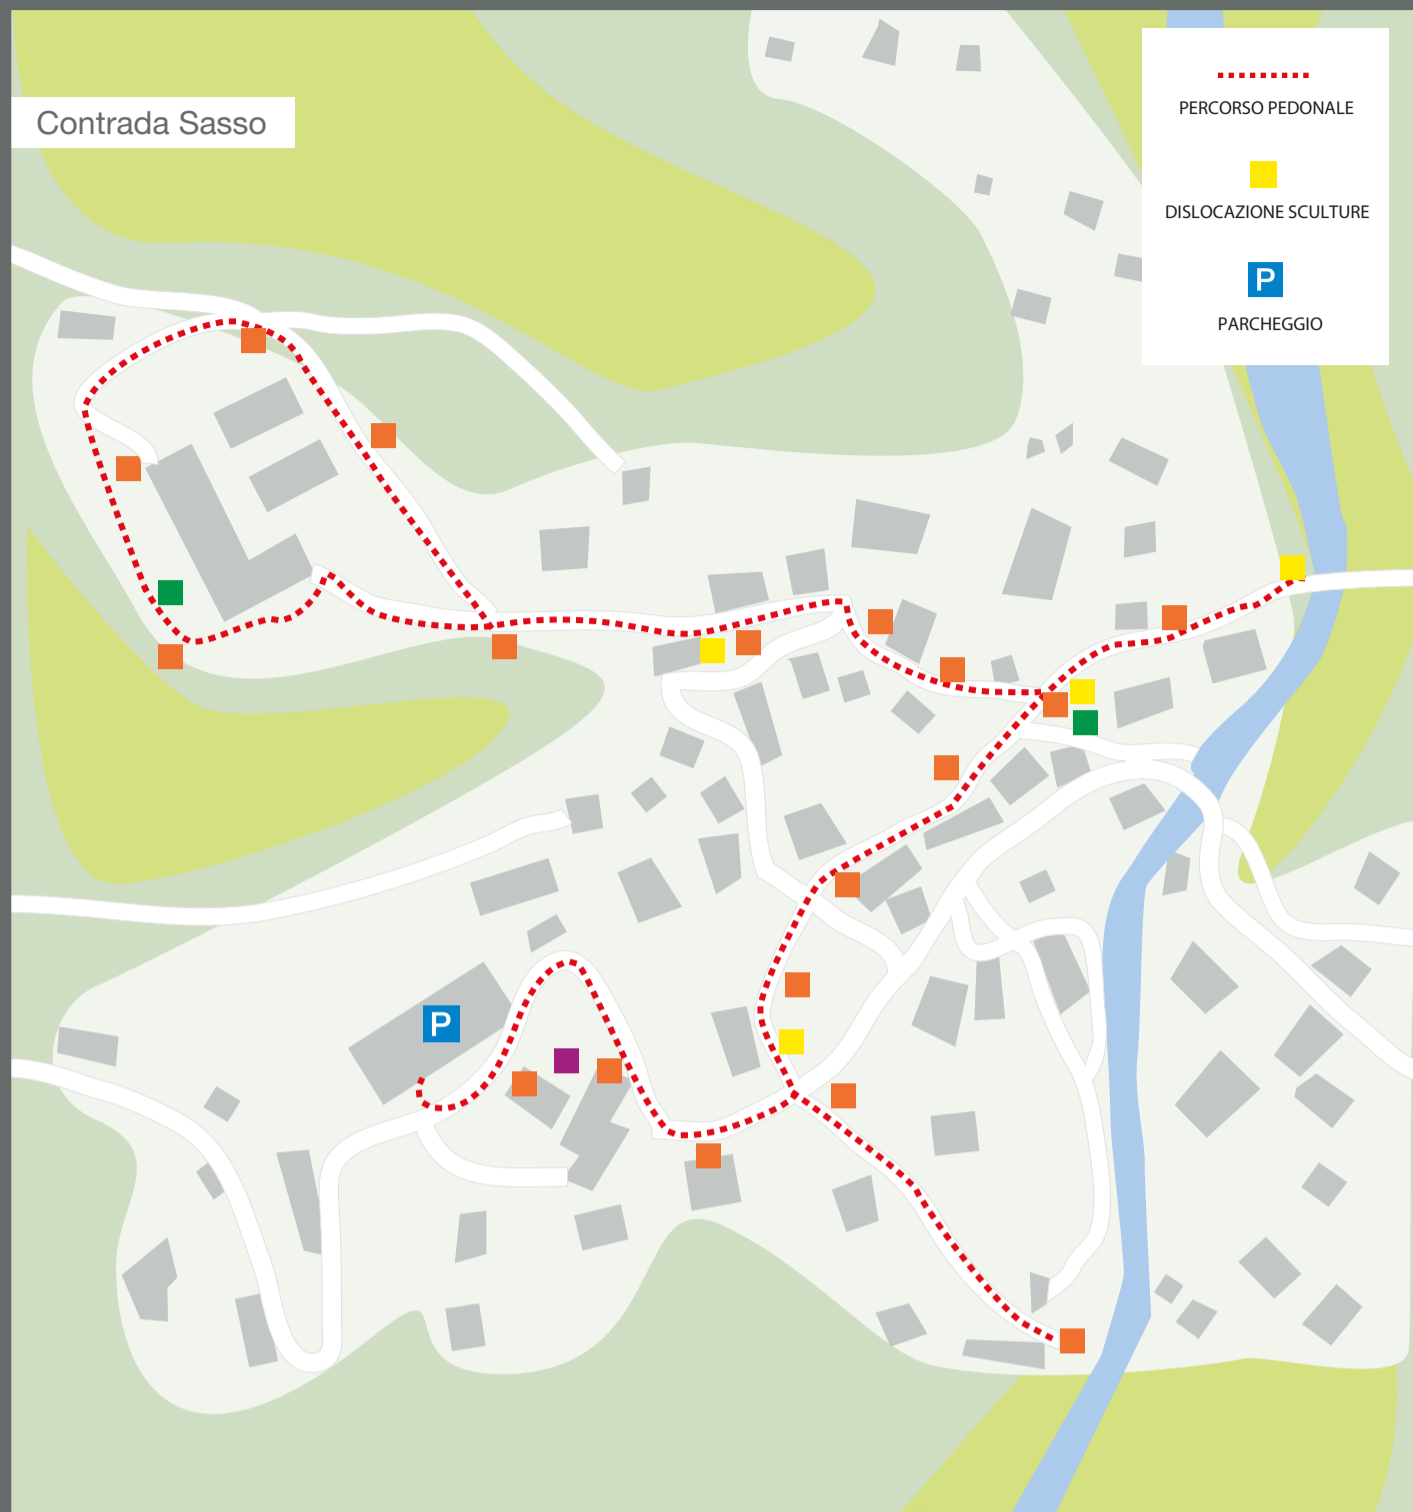 Contrada Sasso
PERCORSO PEDONALE
DISLOCAZIONE SCULTURE
P
PARCHEGGIO
P